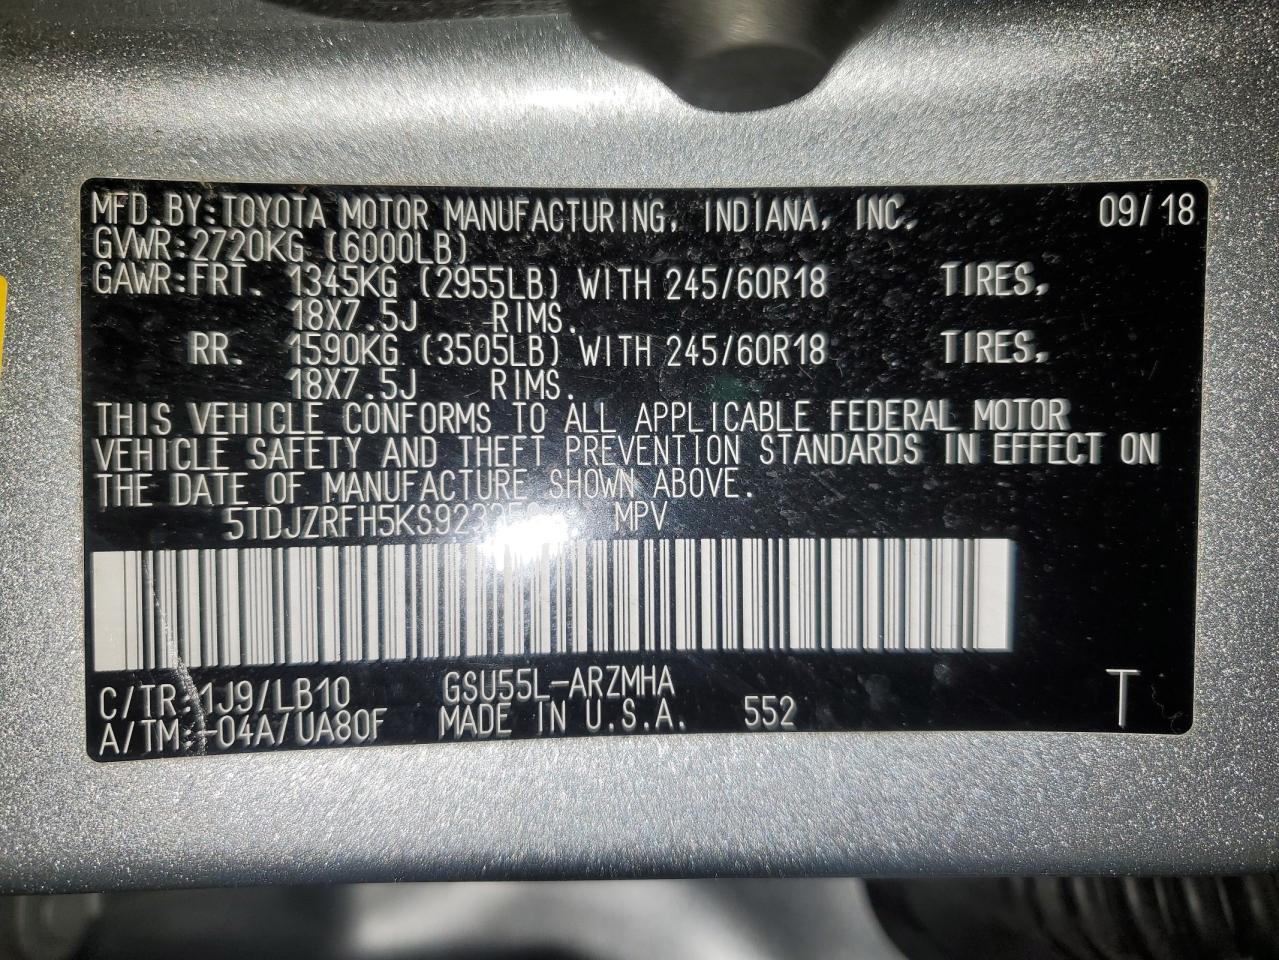 MFD.BY:TOYOTA MOTOR MANUFACTURING, INDIANA, INC. 09/18
GVWR:2720KG (6000LB)
GAWR:FRT. 1345KG (2955LB) WITH 245/60R18 TIRES,
18X7.5J RIMS.
RR. 1590KG (3505LB) WITH 245/60R18 TIRES,
18X7.5J RIMS.
THIS VEHICLE CONFORMS TO ALL APPLICABLE FEDERAL MOTOR
VEHICLE SAFETY AND THEFT PREVENTION STANDARDS IN EFFECT ON
THE DATE OF MANUFACTURE SHOWN ABOVE.
MPV
C/TR:1J9/LB10 GSU55L-ARZMHA
A/TM:-04A/UA80F MADE IN U.S.A. 552 T